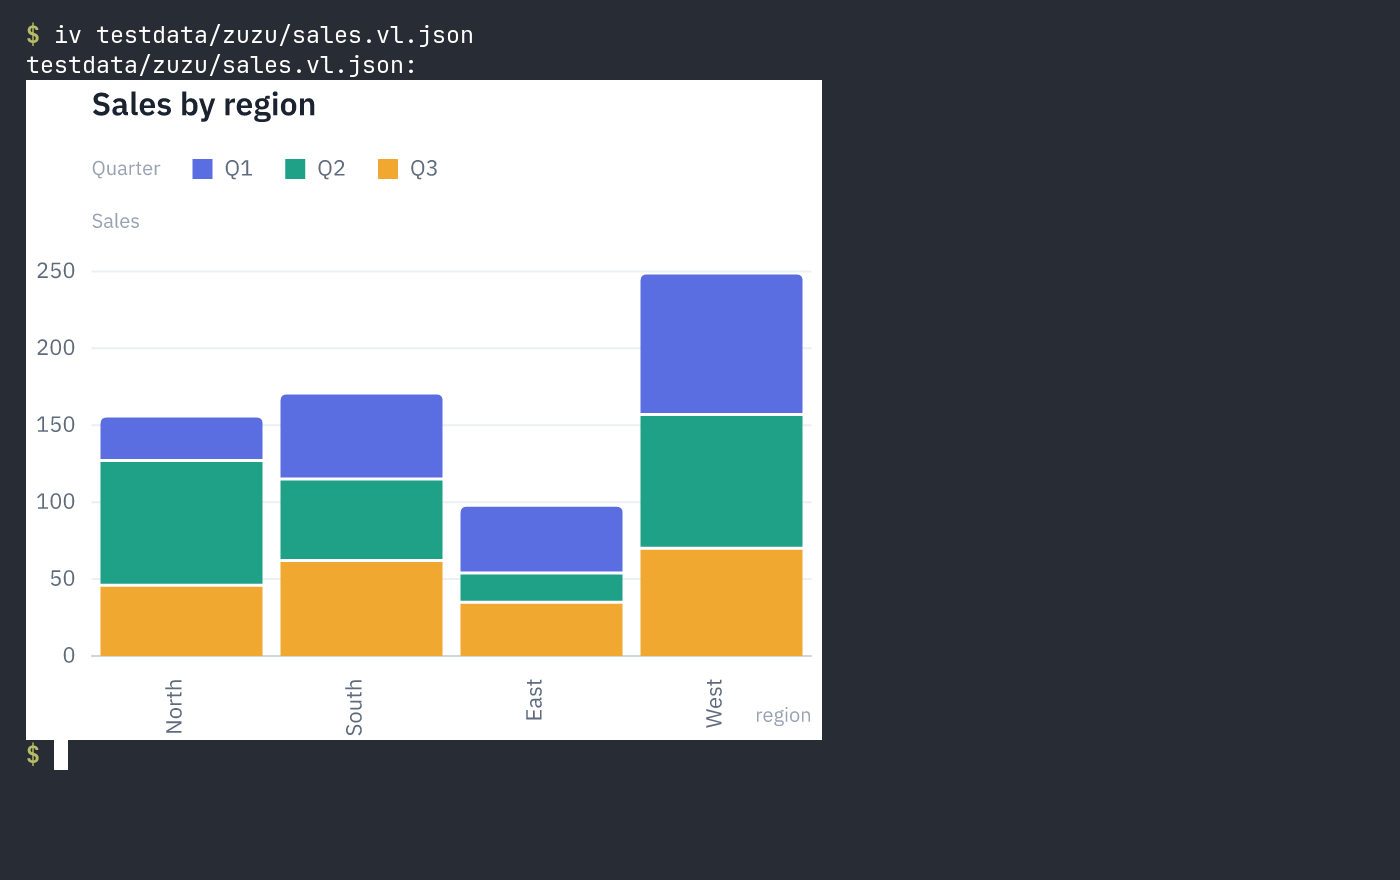 $ iv testdata/zuzu/sales.vl.json
testdata/zuzu/sales.vl.json:
Sales by region
Quarter Q1 Q2 Q3
Sales
250
200
150
100
50
0
North South East West
region
$